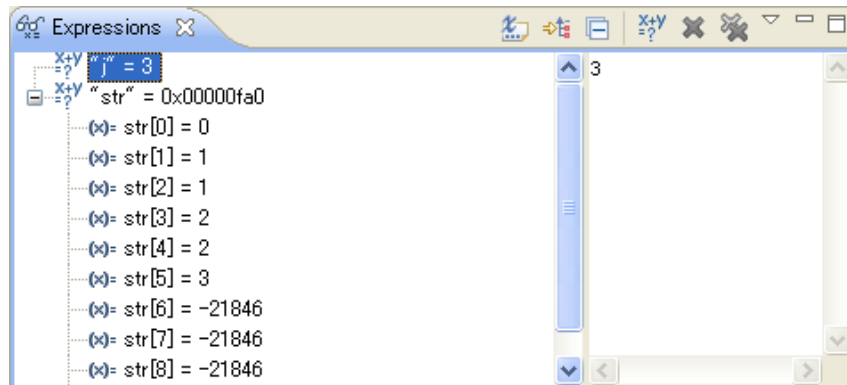 Expressions
"j" = 3
3
"str" = 0x00000fa0
(x)= str[0] = 0
(x)= str[1] = 1
(x)= str[2] = 1
(x)= str[3] = 2
(x)= str[4] = 2
(x)= str[5] = 3
(x)= str[6] = -21846
(x)= str[7] = -21846
(x)= str[8] = -21846